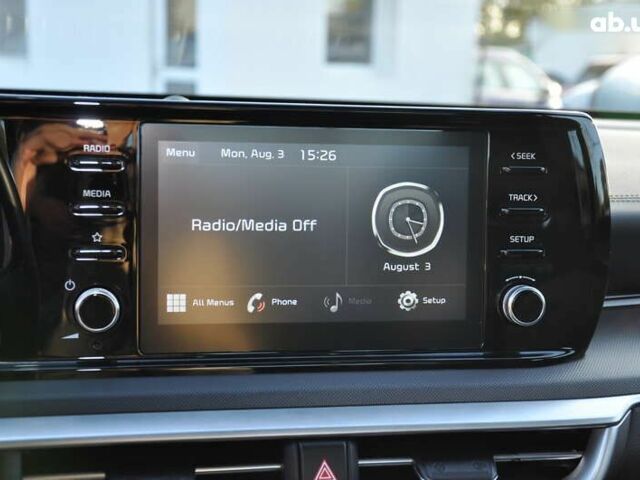 ab.u
RADIO
MEDIA
Menu Mon, Aug. 3 15:26
Radio/Media Off
August 3
All Menus Phone Media Setup
< SEEK
TRACK >
SETUP